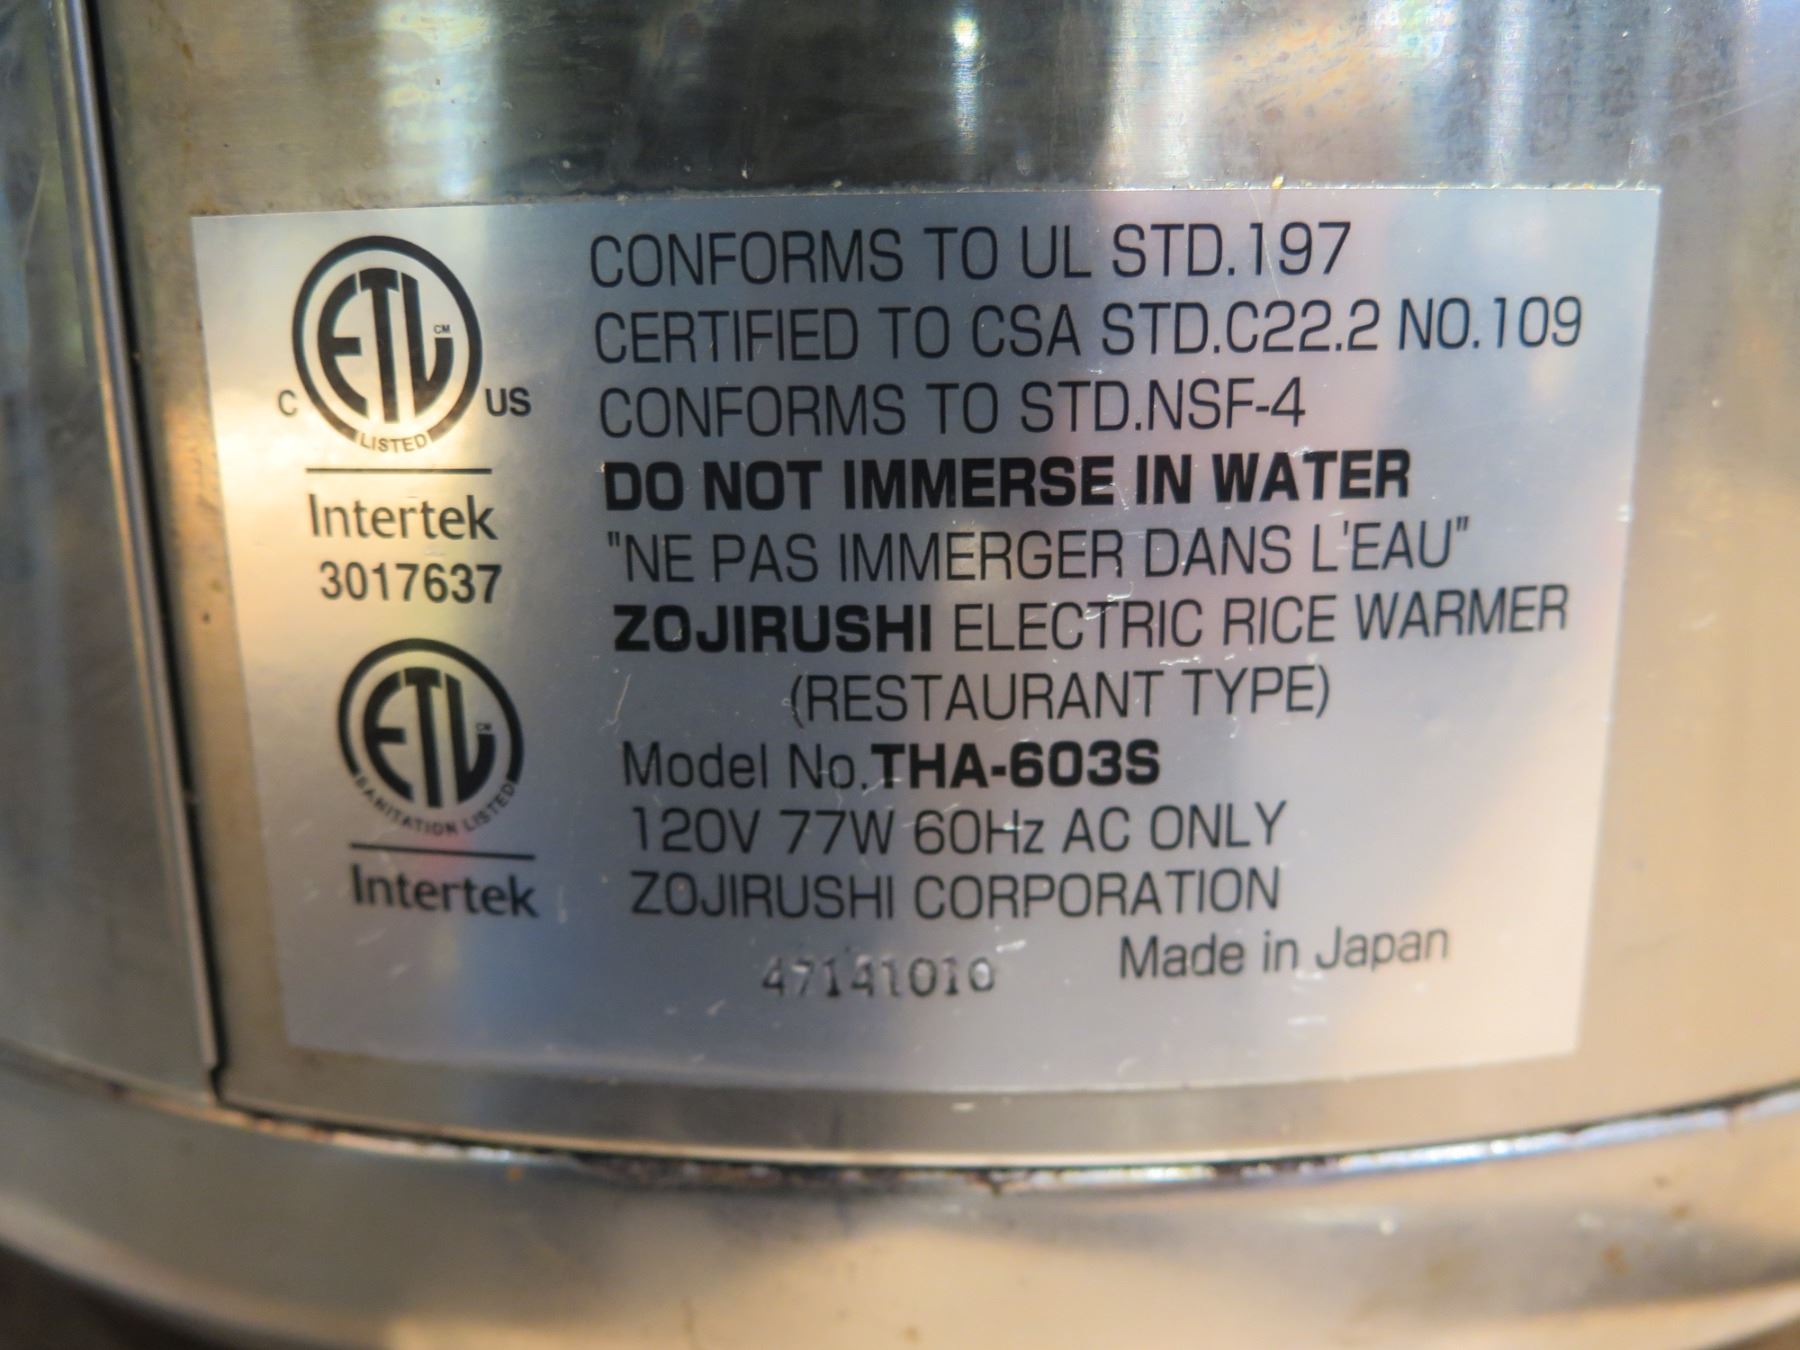 ETL CM
C US
LISTED
Intertek
3017637
ETL CM
SANITATION LISTED
Intertek
CONFORMS TO UL STD.197
CERTIFIED TO CSA STD.C22.2 NO.109
CONFORMS TO STD.NSF-4
DO NOT IMMERSE IN WATER
"NE PAS IMMERGER DANS L'EAU"
ZOJIRUSHI ELECTRIC RICE WARMER
(RESTAURANT TYPE)
Model No.THA-603S
120V 77W 60Hz AC ONLY
ZOJIRUSHI CORPORATION
47141010 Made in Japan